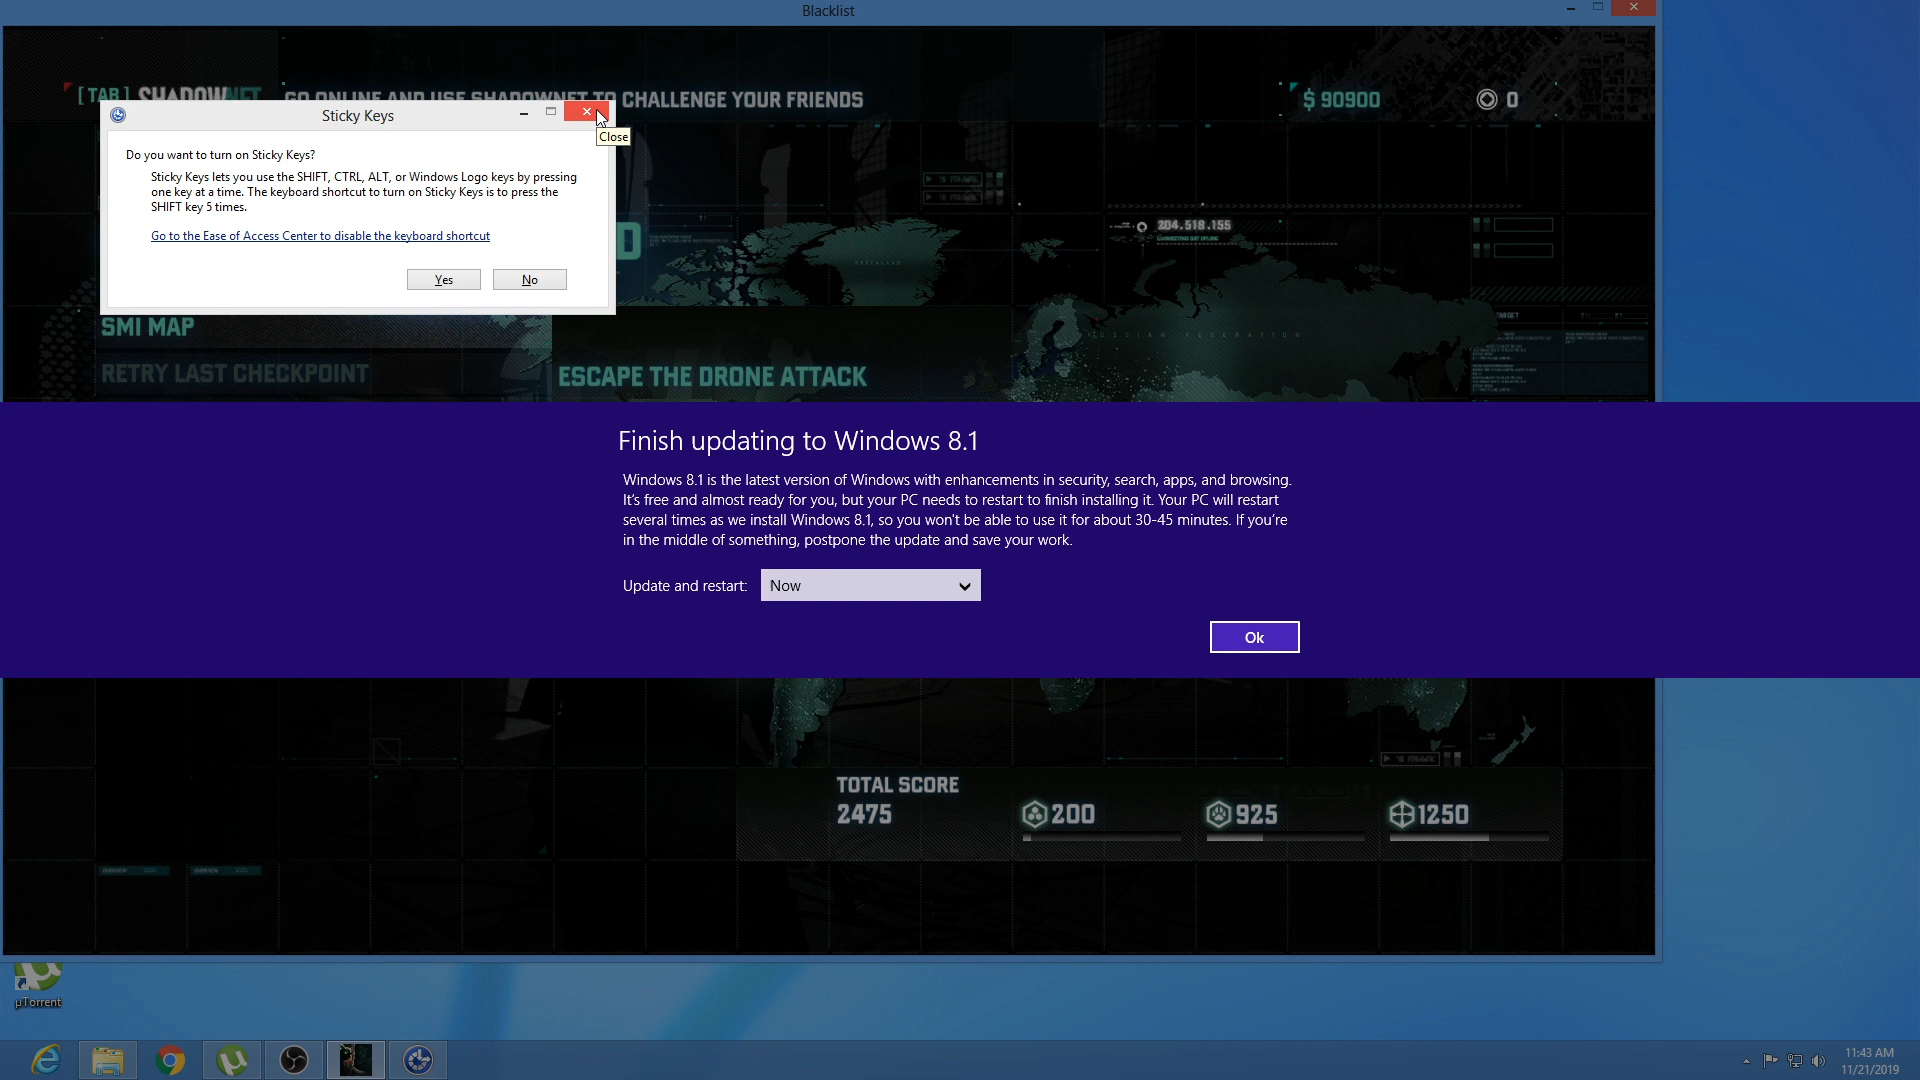 Blacklist
[ TAB ] SHADOWNET
GO ONLINE AND USE SHADOWNET TO CHALLENGE YOUR FRIENDS
$ 90900
0
Sticky Keys
Close
Do you want to turn on Sticky Keys?
Sticky Keys lets you use the SHIFT, CTRL, ALT, or Windows Logo keys by pressing
one key at a time. The keyboard shortcut to turn on Sticky Keys is to press the
SHIFT key 5 times.
Go to the Ease of Access Center to disable the keyboard shortcut
Yes
No
D
204.518.155
GREENLAND
RUSSIAN FEDERATION
SMI MAP
RETRY LAST CHECKPOINT
ESCAPE THE DRONE ATTACK
Finish updating to Windows 8.1
Windows 8.1 is the latest version of Windows with enhancements in security, search, apps, and browsing.
It's free and almost ready for you, but your PC needs to restart to finish installing it. Your PC will restart
several times as we install Windows 8.1, so you won't be able to use it for about 30-45 minutes. If you're
in the middle of something, postpone the update and save your work.
Update and restart:
Now
Ok
TOTAL SCORE
2475
200
925
1250
OVERVIEW
OVERVIEW
µTorrent
11:43 AM
11/21/2019